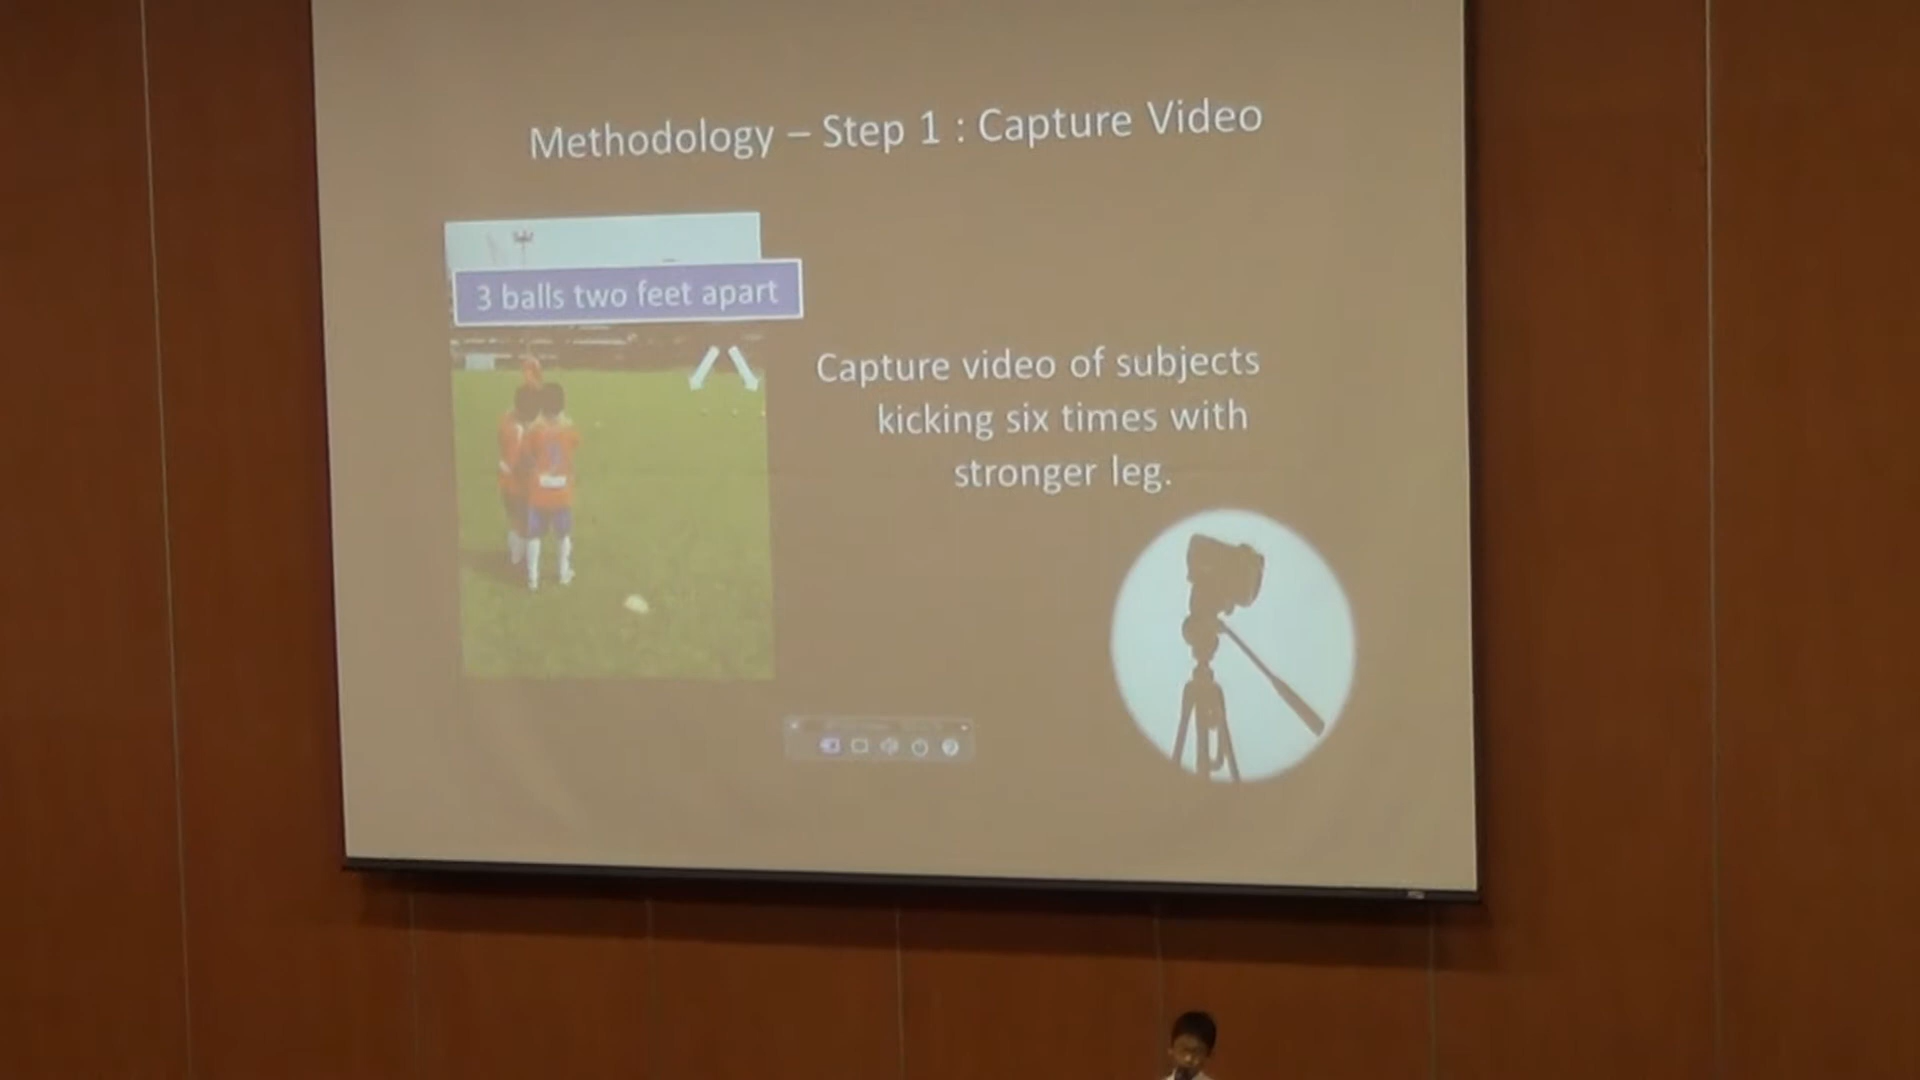 Methodology – Step 1 : Capture Video
3 balls two feet apart
Capture video of subjects
kicking six times with
stronger leg.